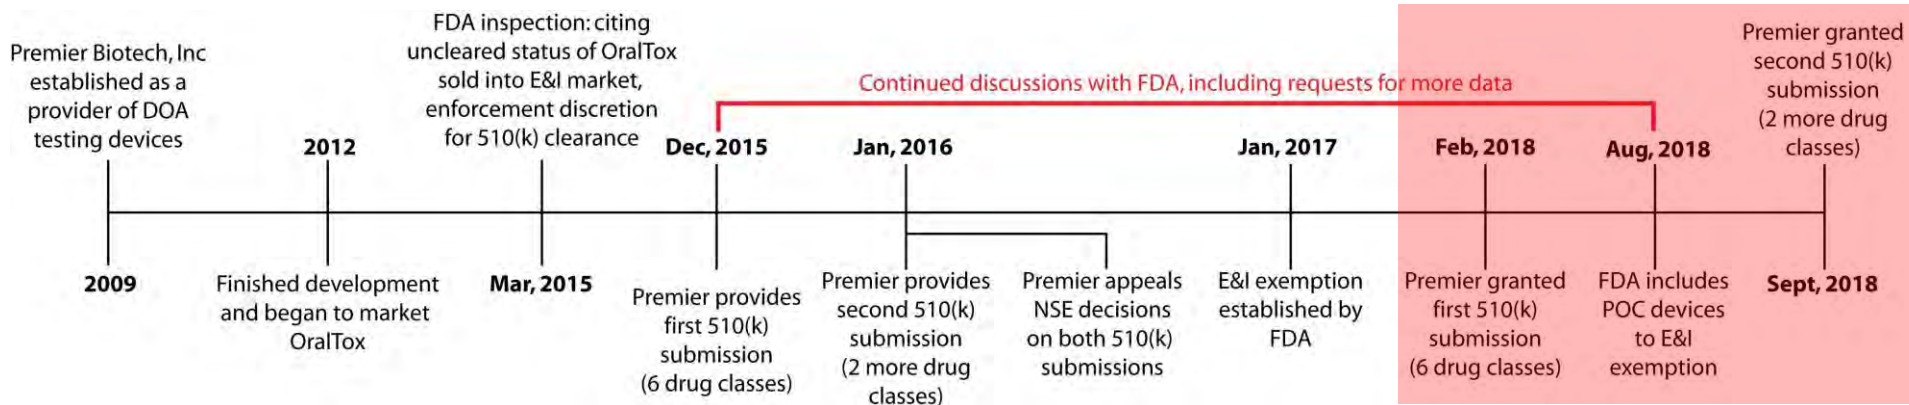 Premier Biotech, Inc
established as a
provider of DOA
testing devices
2009
2012
Finished development
and began to market
OralTox
FDA inspection: citing
uncleared status of OralTox
sold into E&I market,
enforcement discretion
for 510(k) clearance
Mar, 2015
Continued discussions with FDA, including requests for more data
Dec, 2015
Premier provides
first 510(k)
submission
(6 drug classes)
Jan, 2016
Premier provides
second 510(k)
submission
(2 more drug
classes)
Premier appeals
NSE decisions
on both 510(k)
submissions
Jan, 2017
E&I exemption
established by
FDA
Feb, 2018
Premier granted
first 510(k)
submission
(6 drug classes)
Aug, 2018
FDA includes
POC devices
to E&I
exemption
Premier granted
second 510(k)
submission
(2 more drug
classes)
Sept, 2018